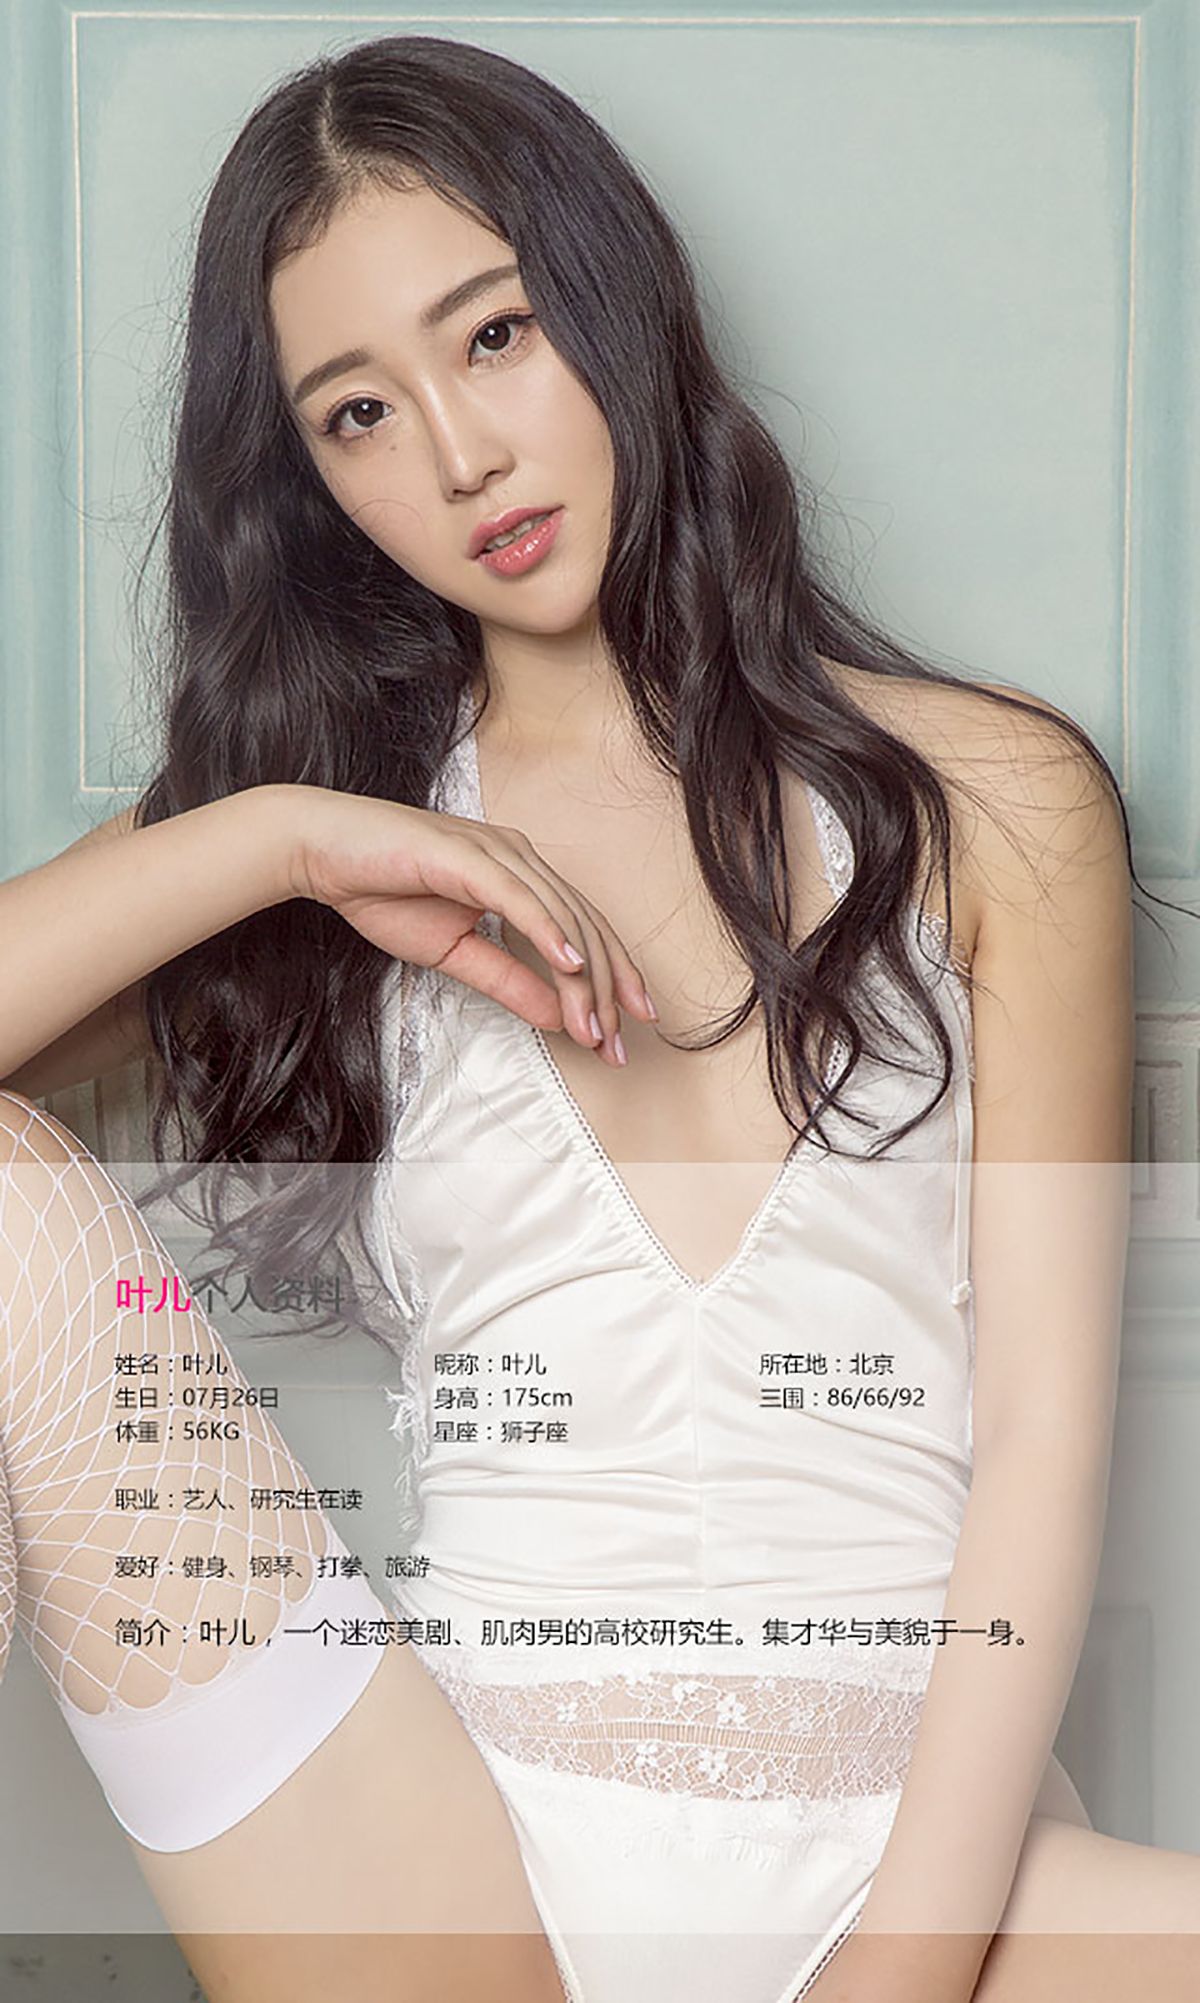 叶儿个人资料
姓名：叶儿 昵称：叶儿 所在地：北京
生日：07月26日 身高：175cm 三围：86/66/92
体重：56KG 星座：狮子座
职业：艺人、研究生在读
爱好：健身、钢琴、打拳、旅游
简介：叶儿，一个迷恋美剧、肌肉男的高校研究生。集才华与美貌于一身。